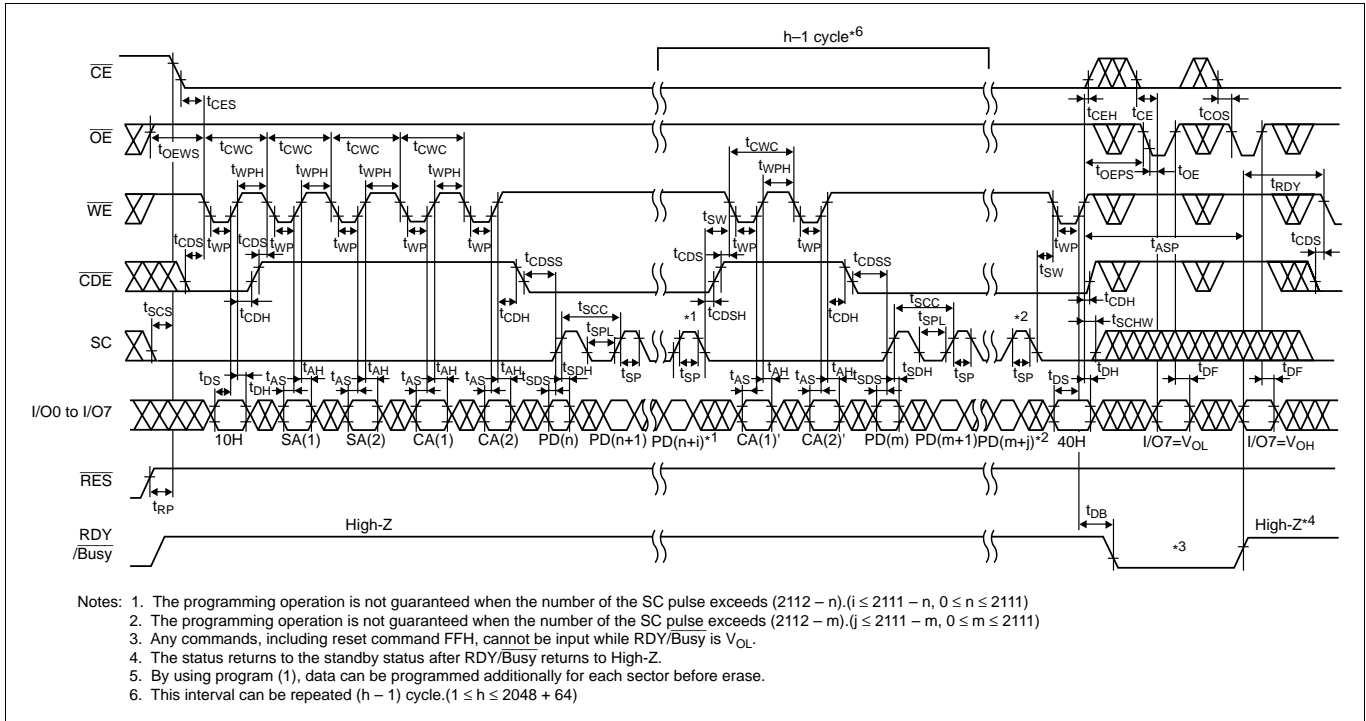 h–1 cycle*6
CE
tCES
tCEH
tCE
tCOS
OE
tOEWS
tCWC
tCWC
tCWC
tCWC
tCWC
tOEPS
tOE
tWPH
tWPH
tWPH
tWPH
tWPH
tRDY
WE
tCDS
tWP
tCDS
tWP
tWP
tWP
tWP
tSW
tWP
tWP
tWP
tASP
tCDS
CDE
tCDSS
tCDS
tCDSS
tSW
tSCS
tCDH
tCDH
tCDSH
tCDH
tCDH
tSCC
*1
tSCC
*2
tSCHW
SC
tSPL
tSPL
tDS
tDH
tAS
tAH
tAS
tAH
tAS
tAH
tAS
tAH
tSDS
tSDH
tSP
tSP
tAS
tAH
tAS
tAH
tSDS
tSDH
tSP
tSP
tDS
tDH
tDF
tDF
I/O0 to I/O7
10H SA(1) SA(2) CA(1) CA(2) PD(n) PD(n+1) PD(n+i)*1 CA(1)' CA(2)' PD(m) PD(m+1) PD(m+j)*2 40H I/O7=VOL I/O7=VOH
RES
tRP
tDB
RDY
/Busy
High-Z
*3
High-Z*4
Notes: 1. The programming operation is not guaranteed when the number of the SC pulse exceeds (2112 – n).(i ≤ 2111 – n, 0 ≤ n ≤ 2111)
2. The programming operation is not guaranteed when the number of the SC pulse exceeds (2112 – m).(j ≤ 2111 – m, 0 ≤ m ≤ 2111)
3. Any commands, including reset command FFH, cannot be input while RDY/Busy is VOL.
4. The status returns to the standby status after RDY/Busy returns to High-Z.
5. By using program (1), data can be programmed additionally for each sector before erase.
6. This interval can be repeated (h – 1) cycle.(1 ≤ h ≤ 2048 + 64)